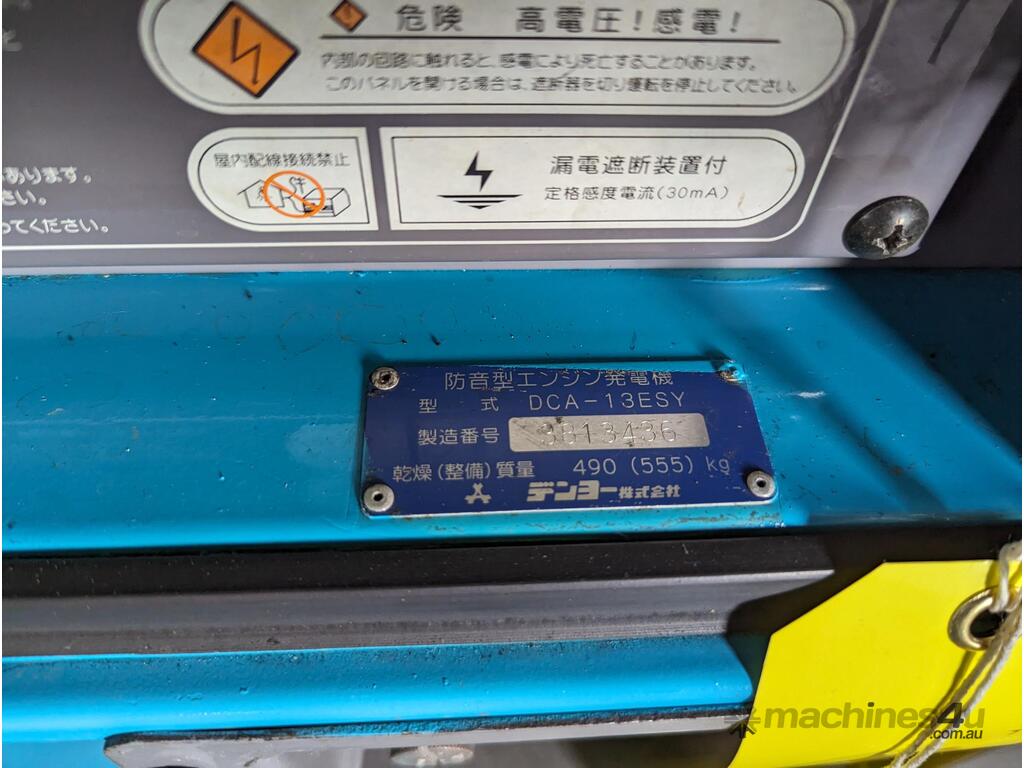 危険 高電圧！感電！
内部の回路に触れると、感電により死亡することがあります。
このパネルを開ける場合は、遮断器を切り運転を停止してください。
あります。
さい。
ってください。
屋内配線接続禁止
漏電遮断装置付
定格感度電流(30mA)
防音型エンジン発電機
型式 DCA-13ESY
製造番号 3813436
乾燥(整備)質量 490 (555) kg
デンヨー株式会社
machines4u
.com.au